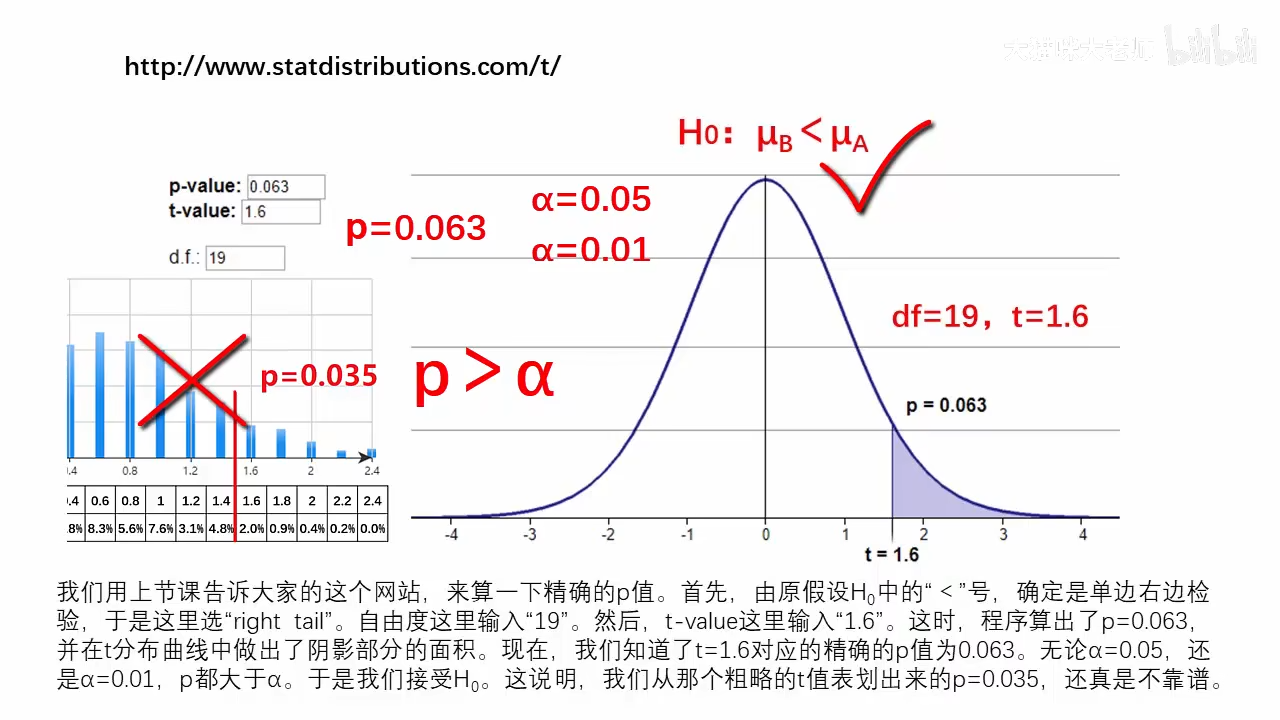 http://www.statdistributions.com/t/
大猫咪大老师 bilibili
H0：μB＜μA
p-value: 0.063
t-value: 1.6
p=0.063
α=0.05
α=0.01
d.f.: 19
df=19，t=1.6
p=0.035
p＞α
p = 0.063
0.4 0.8 1.2 1.6 2 2.4
.4 0.6 0.8 1 1.2 1.4 1.6 1.8 2 2.2 2.4
.8% 8.3% 5.6% 7.6% 3.1% 4.8% 2.0% 0.9% 0.4% 0.2% 0.0%
-4 -3 -2 -1 0 1 2 3 4
t = 1.6
我们用上节课告诉大家的这个网站，来算一下精确的p值。首先，由原假设H0中的“＜”号，确定是单边右边检
验，于是这里选“right tail”。自由度这里输入“19”。然后，t-value这里输入“1.6”。这时，程序算出了p=0.063，
并在t分布曲线中做出了阴影部分的面积。现在，我们知道了t=1.6对应的精确的p值为0.063。无论α=0.05，还
是α=0.01，p都大于α。于是我们接受H0。这说明，我们从那个粗略的t值表划出来的p=0.035，还真是不靠谱。